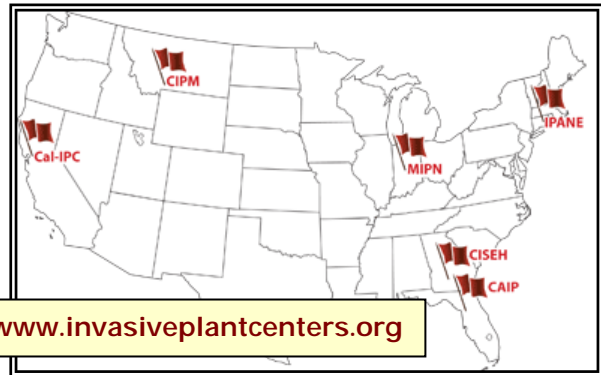 CIPM
Cal-IPC
IPANE
MIPN
CISEH
CAIP
www.invasiveplantcenters.org